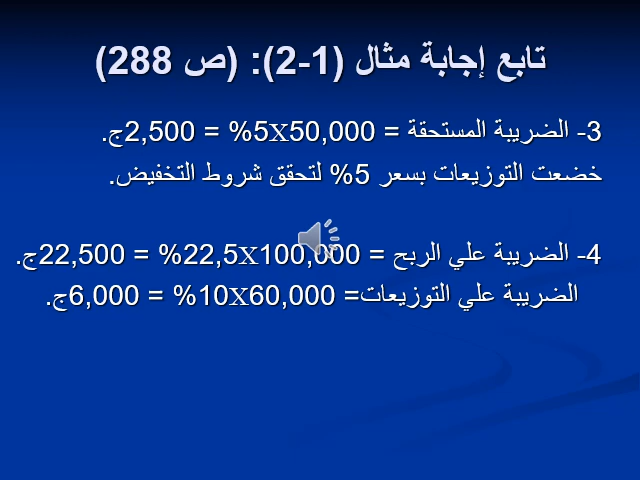 تابع إجابة مثال (1-2): (ص 288)
3- الضريبة المستحقة = 50,000X5% = 2,500ج.
خضعت التوزيعات بسعر 5% لتحقق شروط التخفيض.
4- الضريبة علي الربح = 100,000X22,5% = 22,500ج.
الضريبة علي التوزيعات= 60,000X10% = 6,000ج.